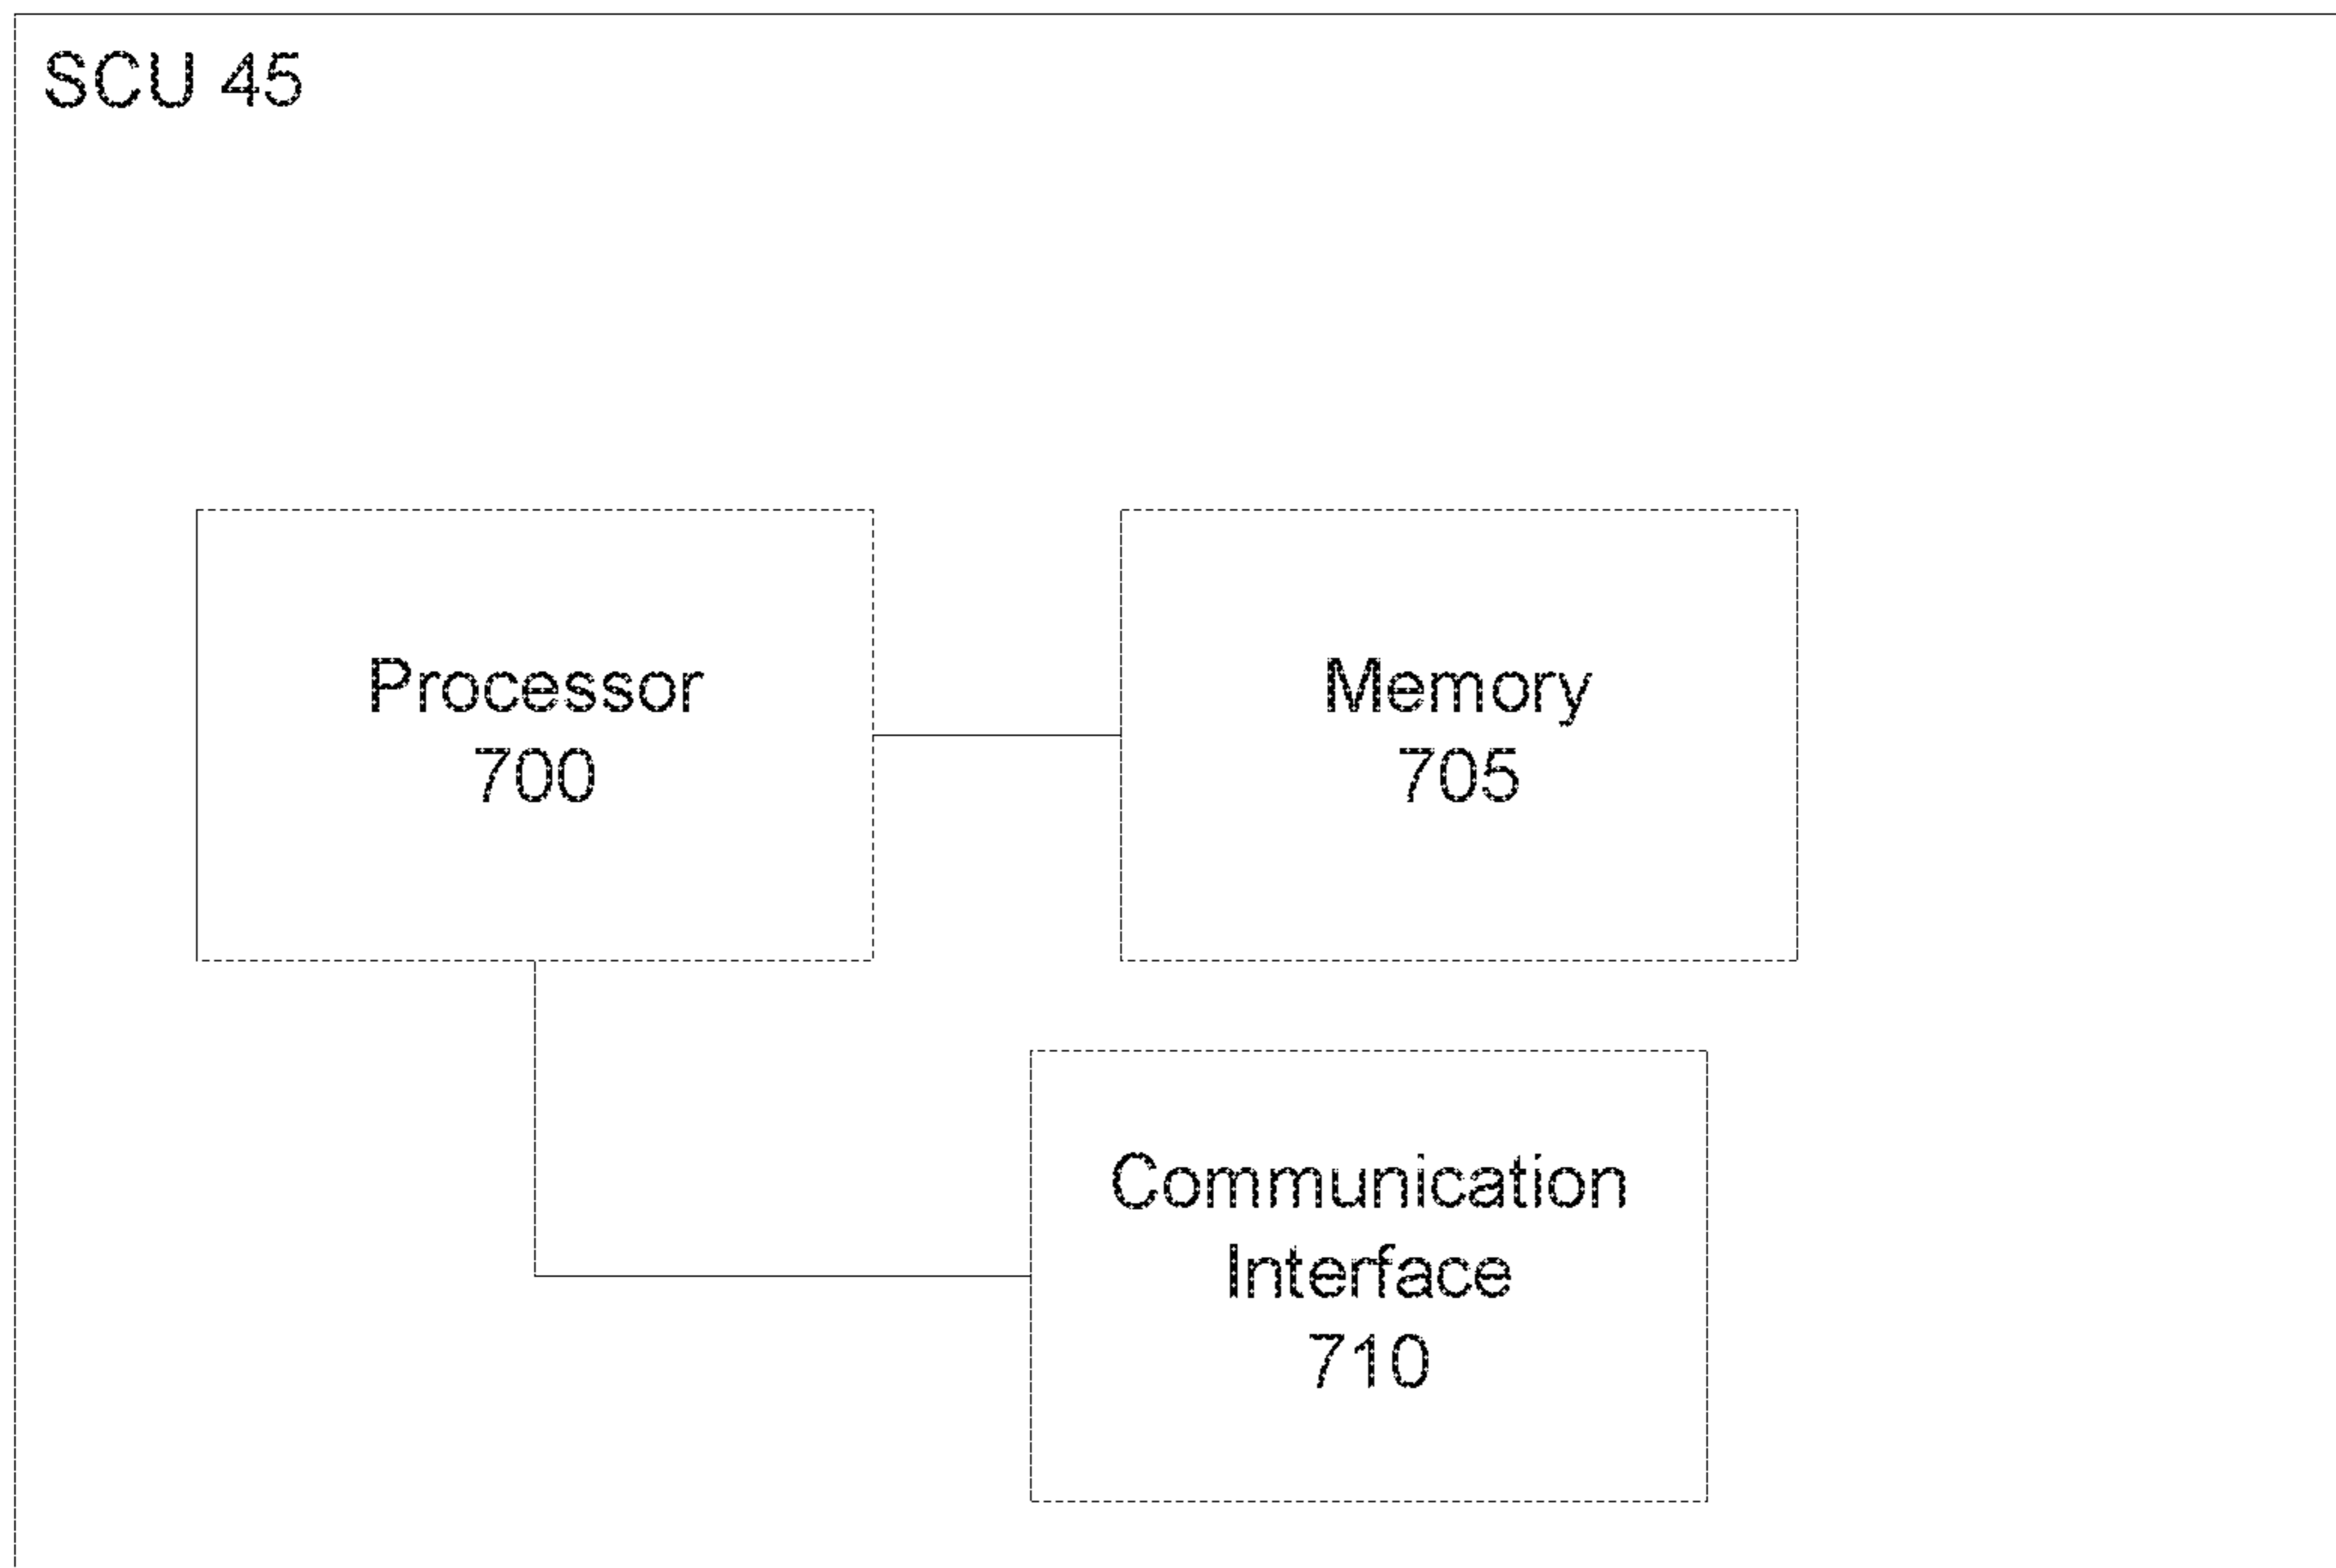 SCU 45
Processor
700
Memory
705
Communication
Interface
710